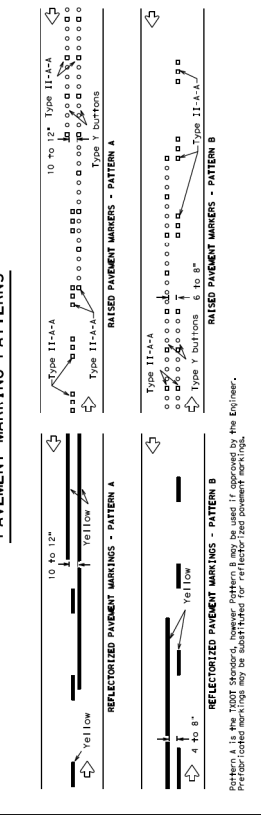 PAVEMENT MARKING PATTERNS
10 to 12"
Yellow
Yellow
REFLECTORIZED PAVEMENT MARKINGS - PATTERN A
Type II-A-A
Type II-A-A
10 to 12"
Type II-A-A
Type Y buttons
RAISED PAVEMENT MARKERS - PATTERN A
4 to 8"
Yellow
REFLECTORIZED PAVEMENT MARKINGS - PATTERN B
Type II-A-A
Type Y buttons
6 to 8"
Type II-A-A
RAISED PAVEMENT MARKERS - PATTERN B
Pattern A is the TXDOT Standard, however Pattern B may be used if approved by the Engineer.
Prefabricated markings may be substituted for reflectorized pavement markings.